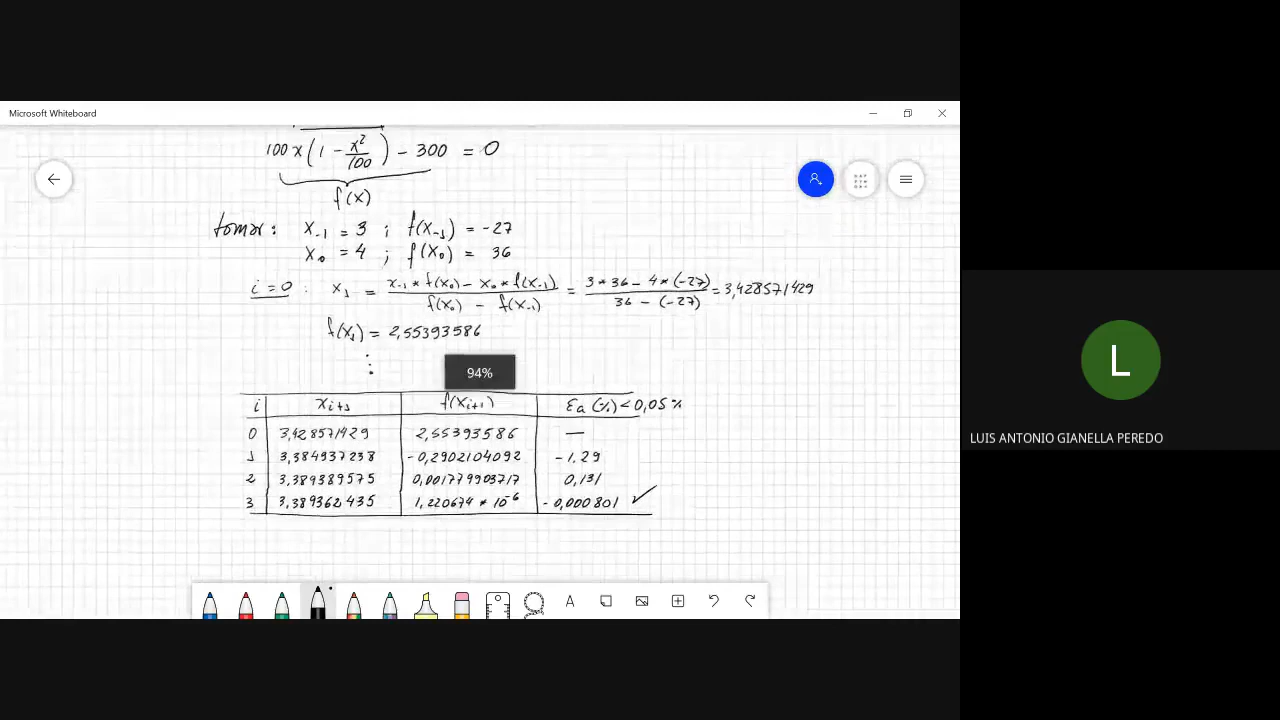 Microsoft Whiteboard
100x(1 - x²/100) - 300 = 0
f(x)
tomar: x₋₁ = 3 ; f(x₋₁) = -27
x₀ = 4 ; f(x₀) = 36
i=0 : x₁ = (x₋₁ * f(x₀) - x₀ * f(x₋₁)) / (f(x₀) - f(x₋₁)) = (3 * 36 - 4 * (-27)) / (36 - (-27)) = 3,428571429
f(x₁) = 2,55393586
⋮
94%
i xᵢ₊₁ f(xᵢ₊₁) Ea (%) < 0,05 %
0 3,428571429 2,55393586 —
1 3,384937238 -0,2902104092 -1.29
2 3,389389575 0,001779903717 0,131
3 3,389362435 1,220674 * 10⁻⁶ -0,000801 ✓
A
L
LUIS ANTONIO GIANELLA PEREDO